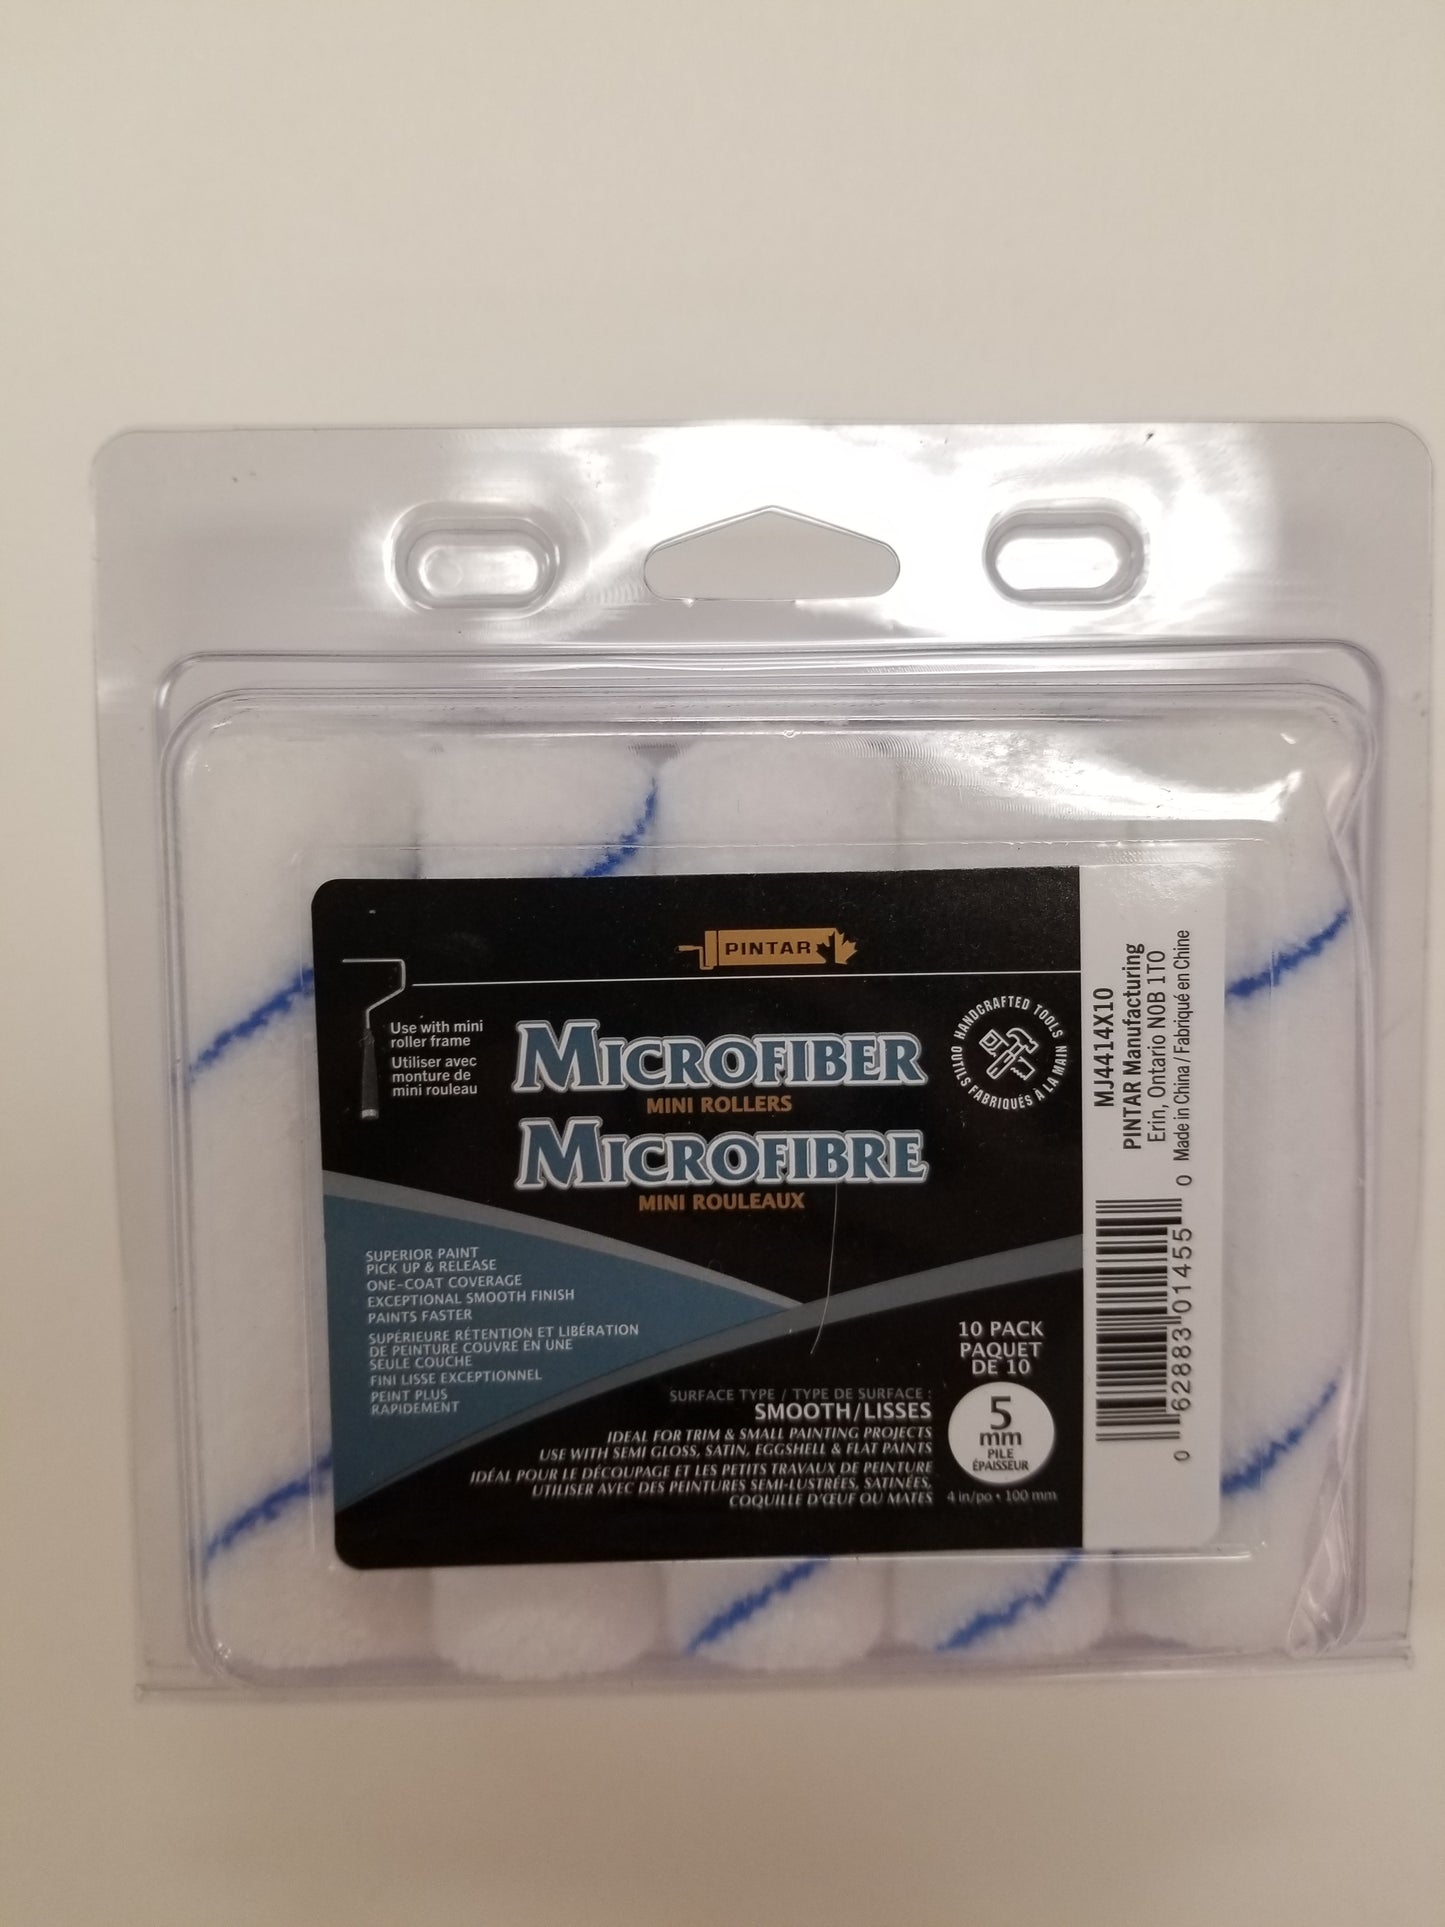 PINTAR
Use with mini
roller frame
Utiliser avec
monture de
mini rouleau
MICROFIBER
MINI ROLLERS
MICROFIBRE
MINI ROULEAUX
HANDCRAFTED TOOLS
OUTILS FABRIQUÉS À LA MAIN
SUPERIOR PAINT
PICK UP & RELEASE
ONE-COAT COVERAGE
EXCEPTIONAL SMOOTH FINISH
PAINTS FASTER
SUPÉRIEURE RÉTENTION ET LIBÉRATION
DE PEINTURE COUVRE EN UNE
SEULE COUCHE
FINI LISSE EXCEPTIONNEL
PEINT PLUS
RAPIDEMENT
SURFACE TYPE / TYPE DE SURFACE :
SMOOTH/LISSES
IDEAL FOR TRIM & SMALL PAINTING PROJECTS
USE WITH SEMI GLOSS, SATIN, EGGSHELL & FLAT PAINTS
IDÉAL POUR LE DÉCOUPAGE ET LES PETITS TRAVAUX DE PEINTURE
UTILISER AVEC DES PEINTURES SEMI-LUSTRÉES, SATINÉES,
COQUILLE D'ŒUF OU MATES
10 PACK
PAQUET
DE 10
5
mm
PILE
ÉPAISSEUR
4 in/po • 100 mm
MJ4414X10
PINTAR Manufacturing
Erin, Ontario N0B 1T0
Made in China / Fabriqué en Chine
0 62883 01455 0